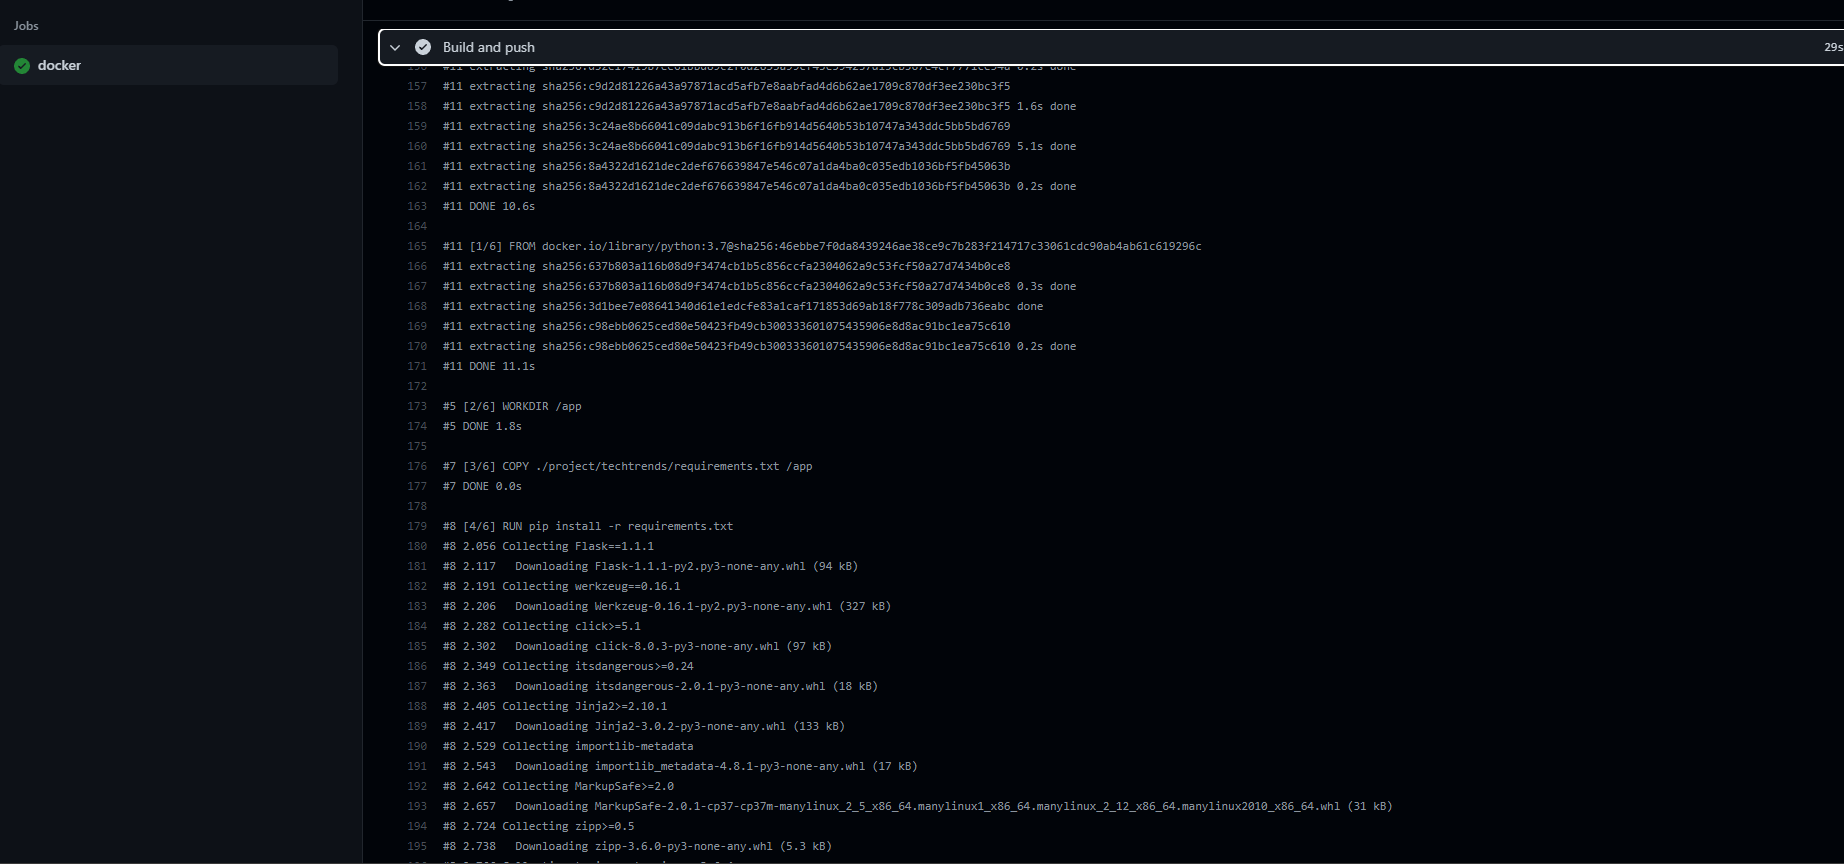 Jobs
docker
Build and push
29s
157 #11 extracting sha256:c9d2d81226a43a97871acd5afb7e8aabfad4d6b62ae1709c870df3ee230bc3f5
158 #11 extracting sha256:c9d2d81226a43a97871acd5afb7e8aabfad4d6b62ae1709c870df3ee230bc3f5 1.6s done
159 #11 extracting sha256:3c24ae8b66041c09dabc913b6f16fb914d5640b53b10747a343ddc5bb5bd6769
160 #11 extracting sha256:3c24ae8b66041c09dabc913b6f16fb914d5640b53b10747a343ddc5bb5bd6769 5.1s done
161 #11 extracting sha256:8a4322d1621dec2def676639847e546c07a1da4ba0c035edb1036bf5fb45063b
162 #11 extracting sha256:8a4322d1621dec2def676639847e546c07a1da4ba0c035edb1036bf5fb45063b 0.2s done
163 #11 DONE 10.6s
164
165 #11 [1/6] FROM docker.io/library/python:3.7@sha256:46ebbe7f0da8439246ae38ce9c7b283f214717c33061cdc90ab4ab61c619296c
166 #11 extracting sha256:637b803a116b08d9f3474cb1b5c856ccfa2304062a9c53fcf50a27d7434b0ce8
167 #11 extracting sha256:637b803a116b08d9f3474cb1b5c856ccfa2304062a9c53fcf50a27d7434b0ce8 0.3s done
168 #11 extracting sha256:3d1bee7e08641340d61e1edcfe83a1caf171853d69ab18f778c309adb736eabc done
169 #11 extracting sha256:c98ebb0625ced80e50423fb49cb300333601075435906e8d8ac91bc1ea75c610
170 #11 extracting sha256:c98ebb0625ced80e50423fb49cb300333601075435906e8d8ac91bc1ea75c610 0.2s done
171 #11 DONE 11.1s
172
173 #5 [2/6] WORKDIR /app
174 #5 DONE 1.8s
175
176 #7 [3/6] COPY ./project/techtrends/requirements.txt /app
177 #7 DONE 0.0s
178
179 #8 [4/6] RUN pip install -r requirements.txt
180 #8 2.056 Collecting Flask==1.1.1
181 #8 2.117   Downloading Flask-1.1.1-py2.py3-none-any.whl (94 kB)
182 #8 2.191 Collecting werkzeug==0.16.1
183 #8 2.206   Downloading Werkzeug-0.16.1-py2.py3-none-any.whl (327 kB)
184 #8 2.282 Collecting click>=5.1
185 #8 2.302   Downloading click-8.0.3-py3-none-any.whl (97 kB)
186 #8 2.349 Collecting itsdangerous>=0.24
187 #8 2.363   Downloading itsdangerous-2.0.1-py3-none-any.whl (18 kB)
188 #8 2.405 Collecting Jinja2>=2.10.1
189 #8 2.417   Downloading Jinja2-3.0.2-py3-none-any.whl (133 kB)
190 #8 2.529 Collecting importlib-metadata
191 #8 2.543   Downloading importlib_metadata-4.8.1-py3-none-any.whl (17 kB)
192 #8 2.642 Collecting MarkupSafe>=2.0
193 #8 2.657   Downloading MarkupSafe-2.0.1-cp37-cp37m-manylinux_2_5_x86_64.manylinux1_x86_64.manylinux_2_12_x86_64.manylinux2010_x86_64.whl (31 kB)
194 #8 2.724 Collecting zipp>=0.5
195 #8 2.738   Downloading zipp-3.6.0-py3-none-any.whl (5.3 kB)